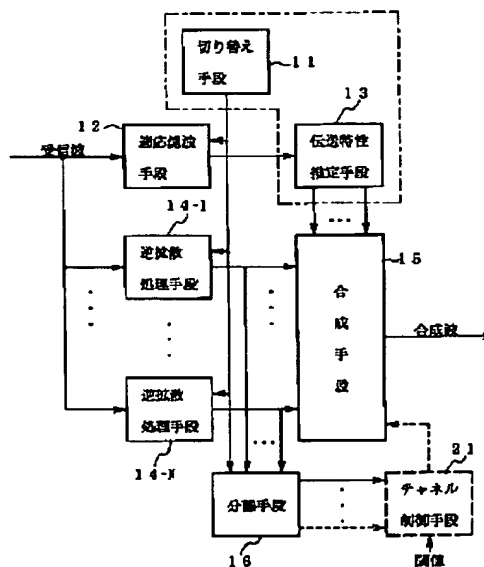 切り替え
手段
11
12
13
受信波
適応濾波
手段
伝送特性
推定手段
14-1
逆拡散
処理手段
15
合
成
手
段
合成波
逆拡散
処理手段
14-N
21
分離手段
チャネル
制御手段
16
閾値